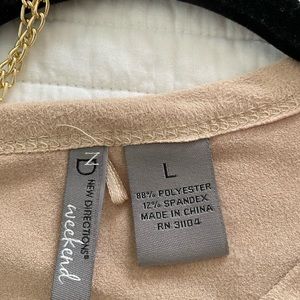 ND
NEW DIRECTIONS®
weekend
L
88% POLYESTER
12% SPANDEX
MADE IN CHINA
RN 31104